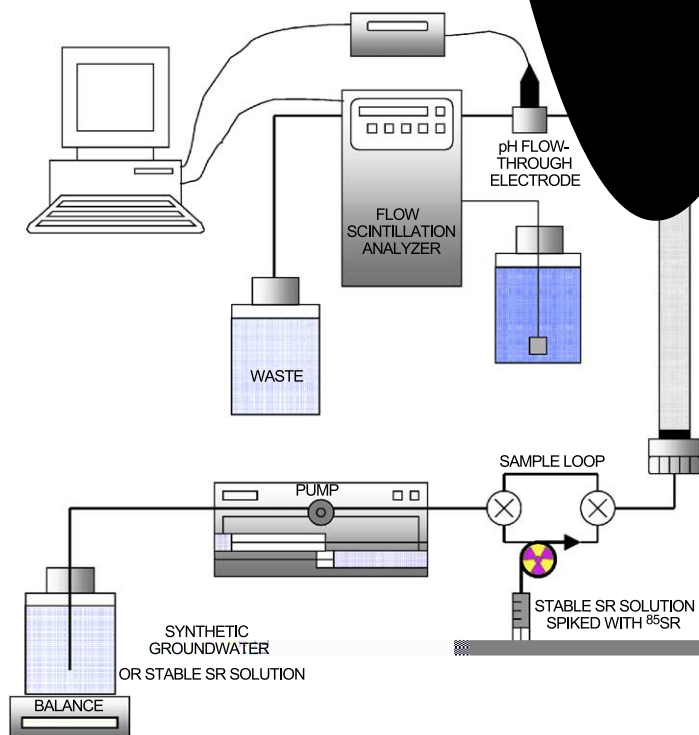 pH FLOW-
THROUGH
ELECTRODE
FLOW
SCINTILLATION
ANALYZER
WASTE
SAMPLE LOOP
PUMP
STABLE SR SOLUTION
SPIKED WITH ⁸⁵SR
SYNTHETIC
GROUNDWATER
OR STABLE SR SOLUTION
BALANCE